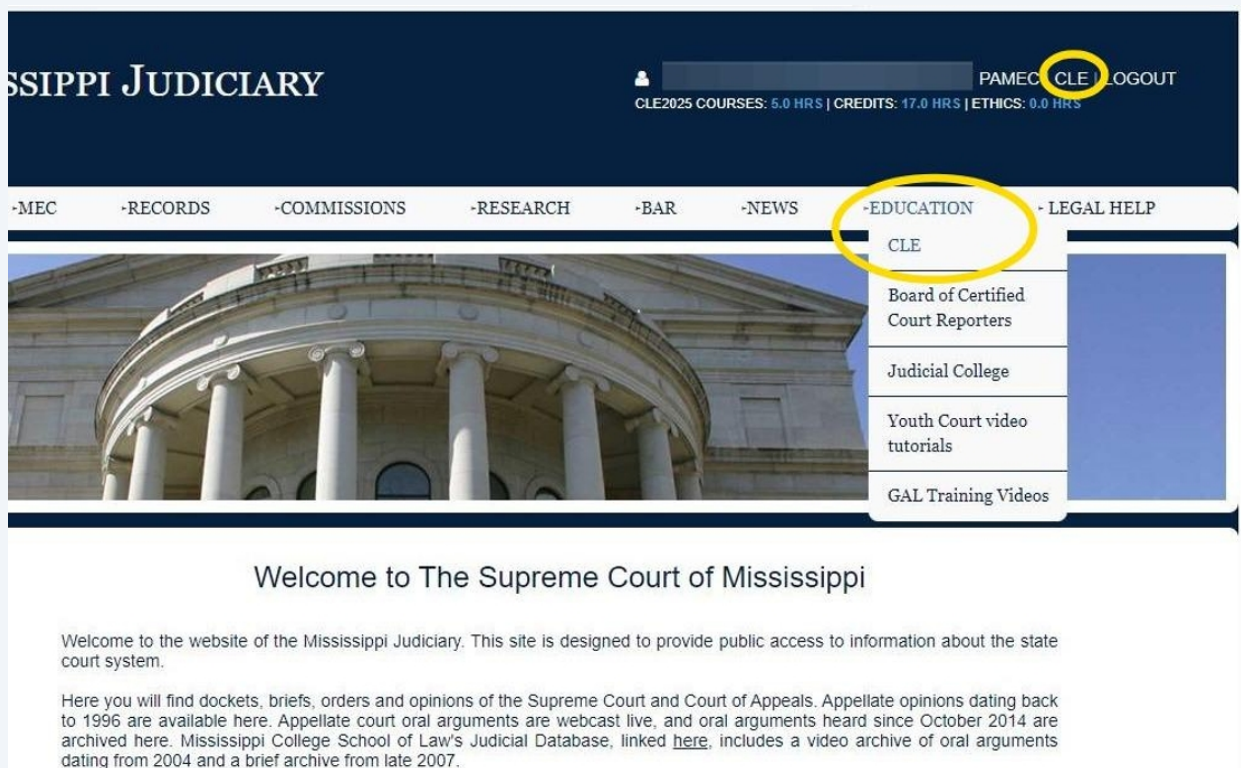 SSIPPI JUDICIARY
PAMEC CLE | LOGOUT
CLE2025 COURSES: 5.0 HRS | CREDITS: 17.0 HRS | ETHICS: 0.0 HRS
MEC RECORDS COMMISSIONS RESEARCH BAR NEWS EDUCATION LEGAL HELP
CLE
Board of Certified
Court Reporters
Judicial College
Youth Court video
tutorials
GAL Training Videos
Welcome to The Supreme Court of Mississippi
Welcome to the website of the Mississippi Judiciary. This site is designed to provide public access to information about the state
court system.
Here you will find dockets, briefs, orders and opinions of the Supreme Court and Court of Appeals. Appellate opinions dating back
to 1996 are available here. Appellate court oral arguments are webcast live, and oral arguments heard since October 2014 are
archived here. Mississippi College School of Law's Judicial Database, linked here, includes a video archive of oral arguments
dating from 2004 and a brief archive from late 2007.